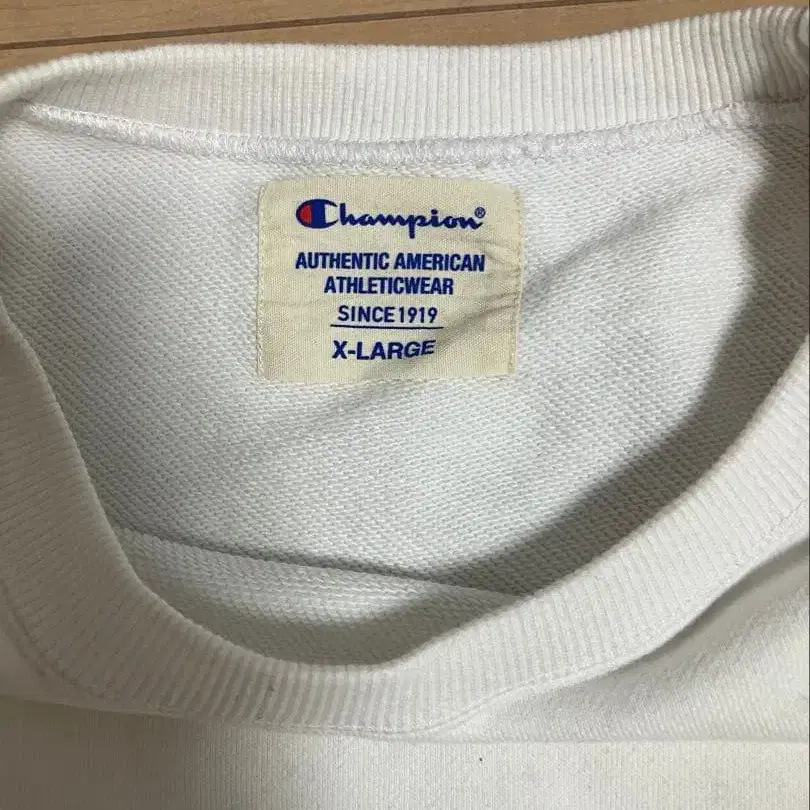 Champion®
AUTHENTIC AMERICAN
ATHLETICWEAR
SINCE 1919
X-LARGE